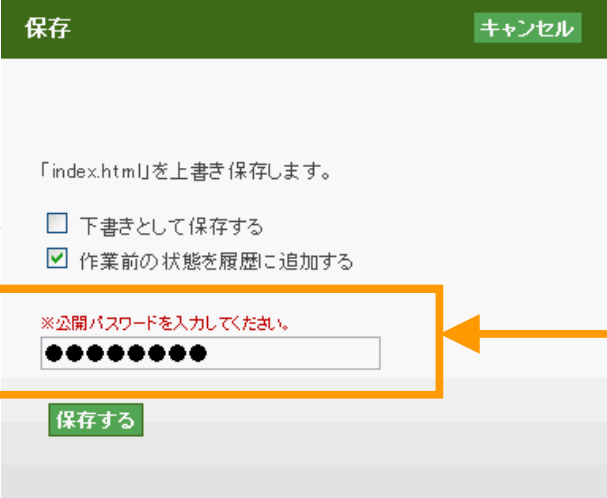 保存
キャンセル
「index.html」を上書き保存します。
下書きとして保存する
作業前の状態を履歴に追加する
※公開パスワードを入力してください。
●●●●●●●●
保存する